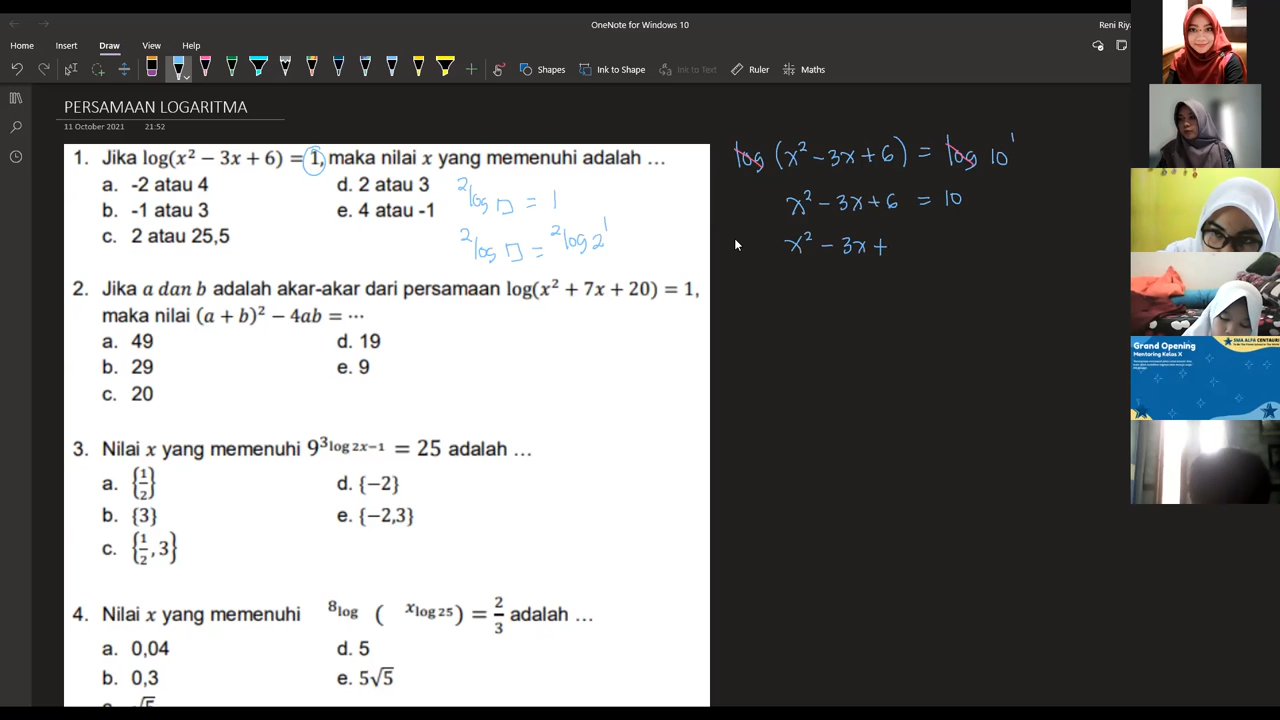 OneNote for Windows 10
Reni Riy
Home Insert Draw View Help
Shapes Ink to Shape Ink to Text Ruler Maths
PERSAMAAN LOGARITMA
11 October 2021 21:52
1. Jika log(x² − 3x + 6) = 1, maka nilai x yang memenuhi adalah …
a. -2 atau 4 d. 2 atau 3
b. -1 atau 3 e. 4 atau -1
c. 2 atau 25,5
²log □ = 1
²log □ = ²log 2¹
2. Jika a dan b adalah akar-akar dari persamaan log(x² + 7x + 20) = 1,
maka nilai (a + b)² − 4ab = ⋯
a. 49 d. 19
b. 29 e. 9
c. 20
3. Nilai x yang memenuhi 9^{³log 2x−1} = 25 adalah …
a. {1/2} d. {−2}
b. {3} e. {−2,3}
c. {1/2, 3}
4. Nilai x yang memenuhi ⁸log ( ˣlog 25) = 2/3 adalah …
a. 0,04 d. 5
b. 0,3 e. 5√5
log (x² − 3x + 6) = log 10¹
x² − 3x + 6 = 10
x² − 3x +
Grand Opening
Mentoring Kelas X
SMA ALFA CENTAURI